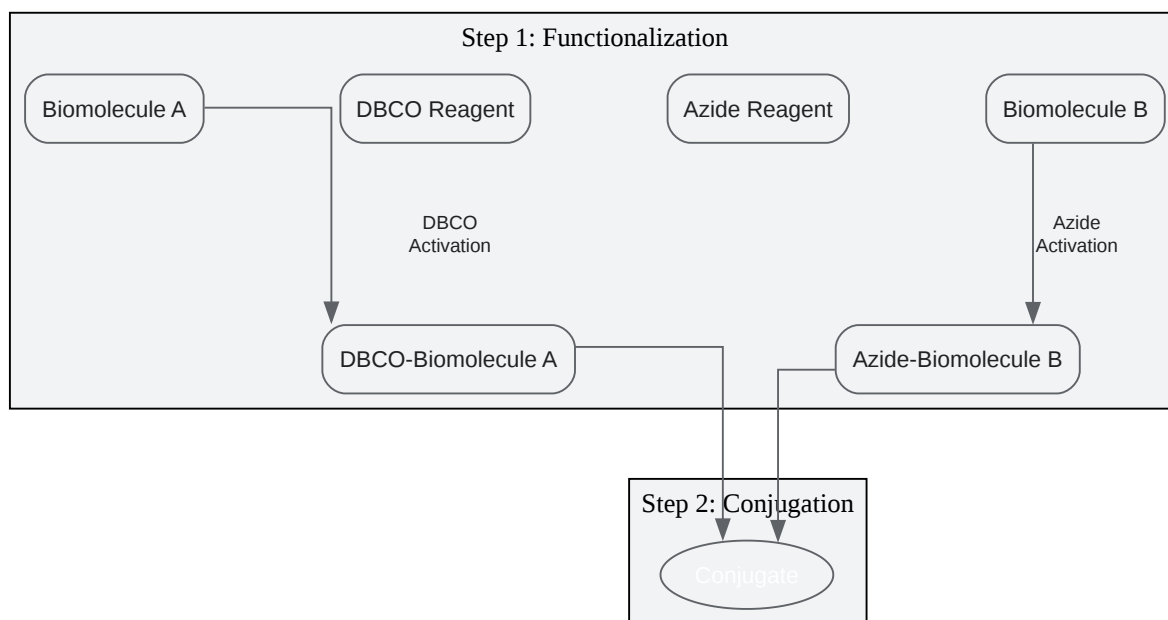 Step 1: Functionalization
Biomolecule A
DBCO Reagent
Azide Reagent
Biomolecule B
DBCO
Activation
Azide
Activation
DBCO-Biomolecule A
Azide-Biomolecule B
Step 2: Conjugation
Conjugate